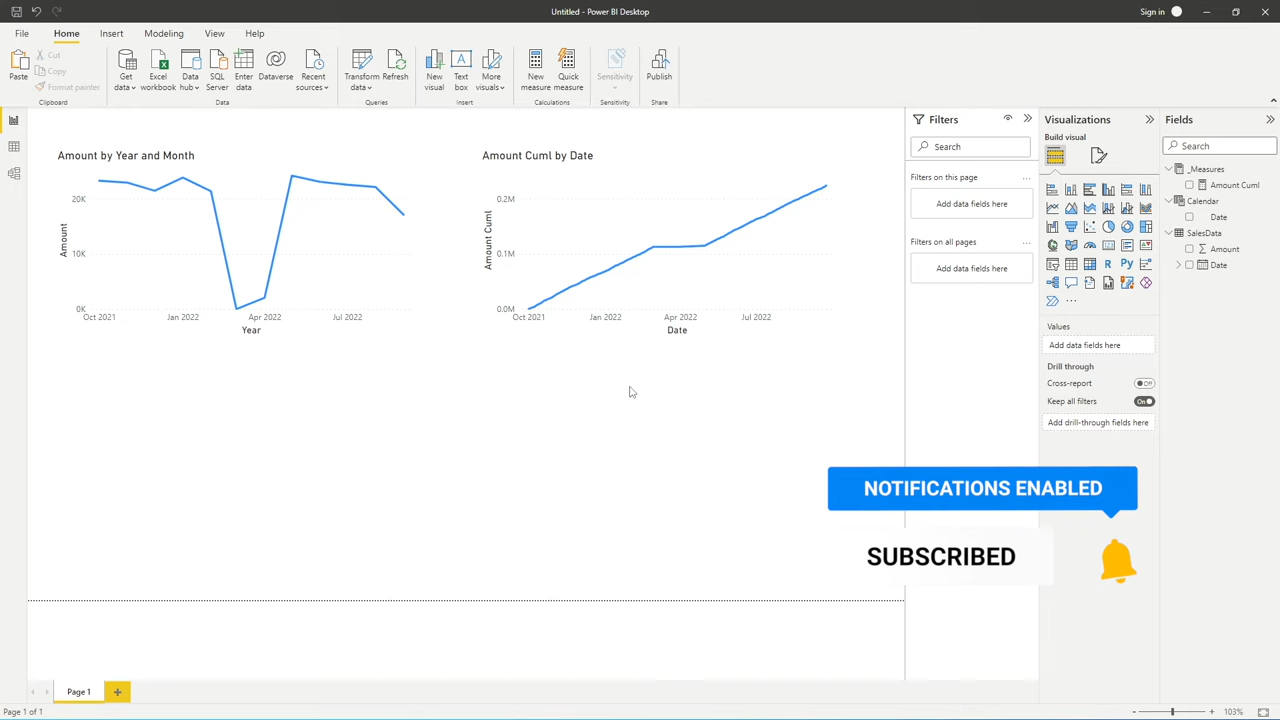 Untitled - Power BI Desktop
Sign in
File
Home
Insert
Modeling
View
Help
Paste
Cut
Copy
Format painter
Clipboard
Get data
Excel workbook
Data hub
SQL Server
Enter data
Dataverse
Recent sources
Data
Transform data
Refresh
Queries
New visual
Text box
More visuals
Insert
New measure
Quick measure
Calculations
Sensitivity
Sensitivity
Publish
Share
Amount by Year and Month
20K
10K
0K
Amount
Oct 2021
Jan 2022
Apr 2022
Jul 2022
Year
Amount Cuml by Date
0.2M
0.1M
0.0M
Amount Cuml
Oct 2021
Jan 2022
Apr 2022
Jul 2022
Date
Filters
Search
Filters on this page
...
Add data fields here
Filters on all pages
...
Add data fields here
Visualizations
Build visual
R
Py
...
Values
Add data fields here
Drill through
Cross-report
Off
Keep all filters
On
Add drill-through fields here
Fields
Search
_Measures
Amount Cuml
Calendar
Date
SalesData
Amount
Date
NOTIFICATIONS ENABLED
SUBSCRIBED
Page 1
Page 1 of 1
103%